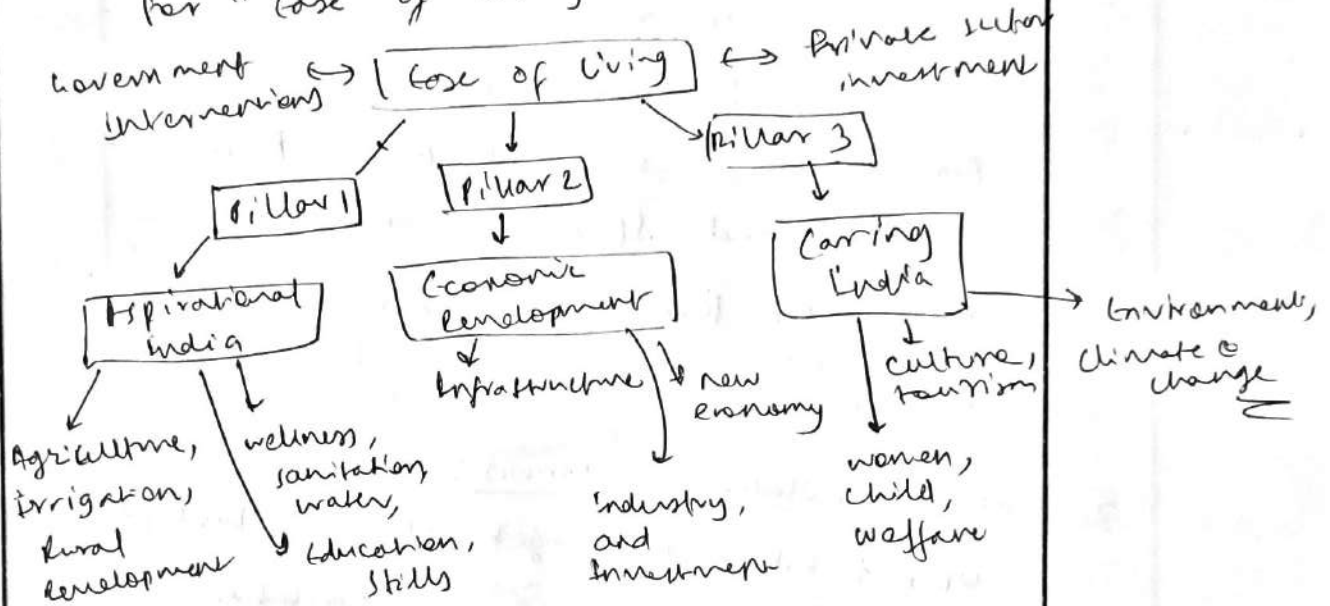 for "Ease of Living
Government
Interventions
Ease of Living
Private sector
investment
Pillar 1
Pillar 2
Pillar 3
Aspirational
India
Economic
Development
Carring
India
Agriculture,
Irrigation,
Rural
Development
wellness,
sanitation,
water,
Education,
Skills
Infrastructure
new
economy
Industry,
and
Investment
culture,
tourism
women,
child,
welfare
Environment,
Climate
change